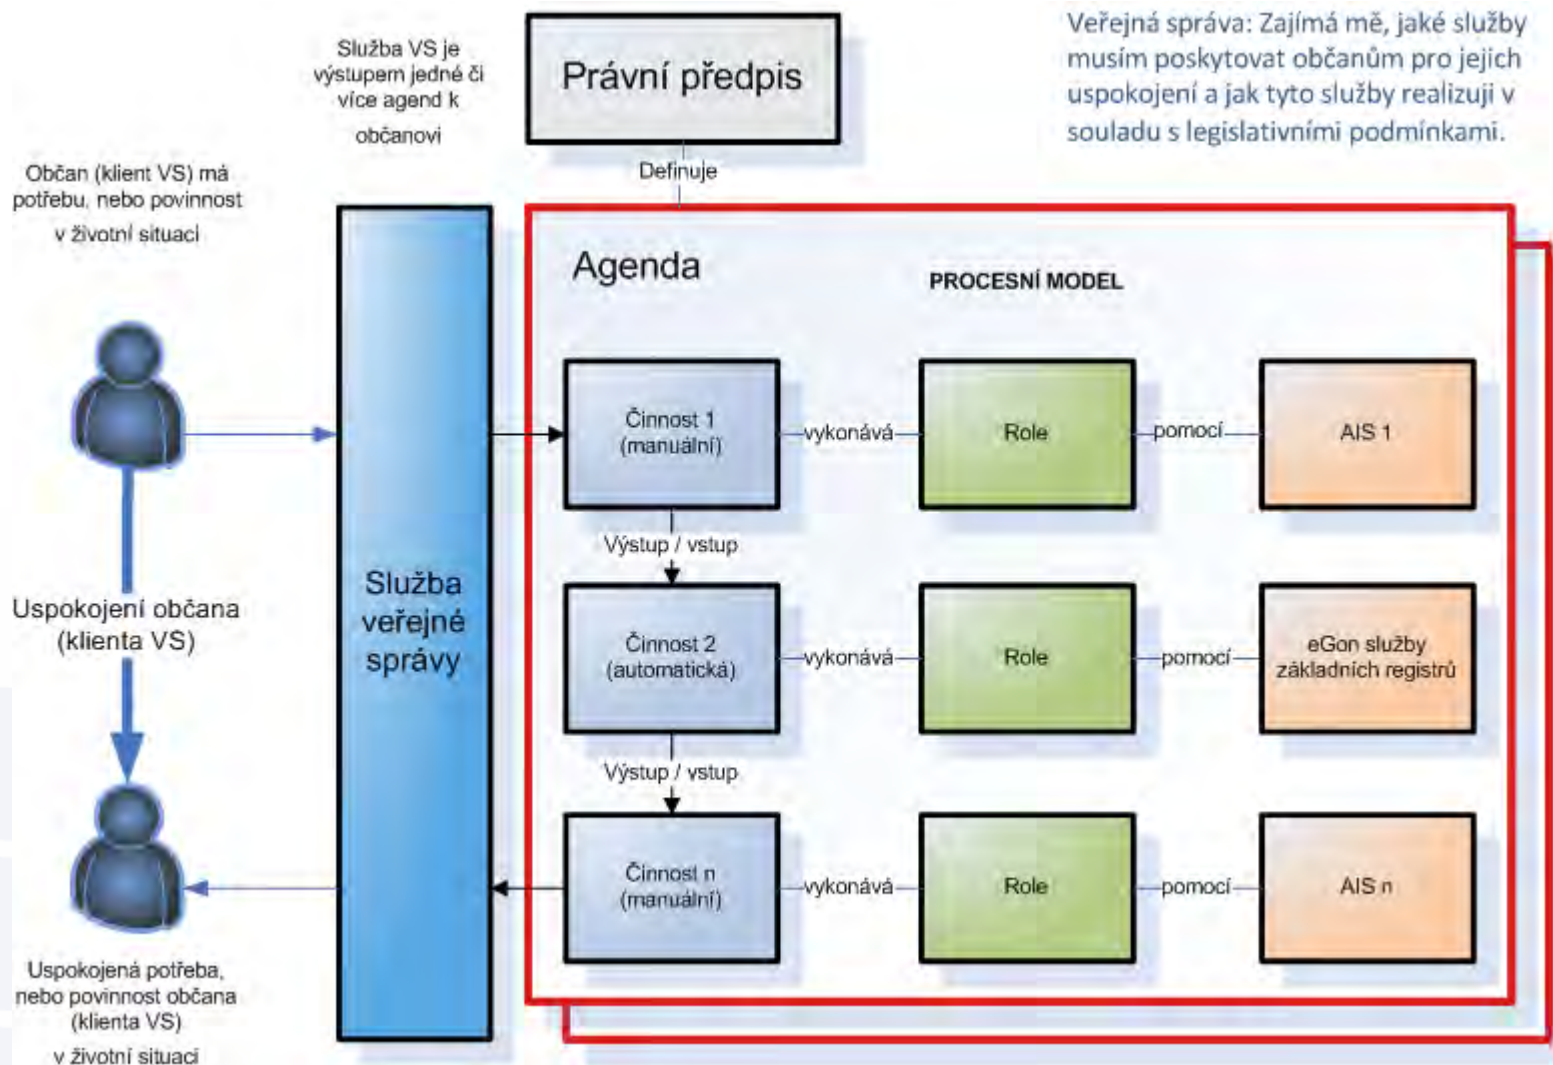 Služba VS je
výstupem jedné či
více agend k
občanovi
Právní předpis
Veřejná správa: Zajímá mě, jaké služby
musím poskytovat občanům pro jejich
uspokojení a jak tyto služby realizuji v
souladu s legislativními podmínkami.
Definuje
Občan (klient VS) má
potřebu, nebo povinnost
v životní situaci
Agenda
PROCESNÍ MODEL
Činnost 1
(manuální)
vykonává
Role
pomocí
AIS 1
Výstup / vstup
Uspokojení občana
(klienta VS)
Služba
veřejné
správy
Činnost 2
(automatická)
vykonává
Role
pomocí
eGon služby
základních registrů
Výstup / vstup
Činnost n
(manuální)
vykonává
Role
pomocí
AIS n
Uspokojená potřeba,
nebo povinnost občana
(klienta VS)
v životní situaci